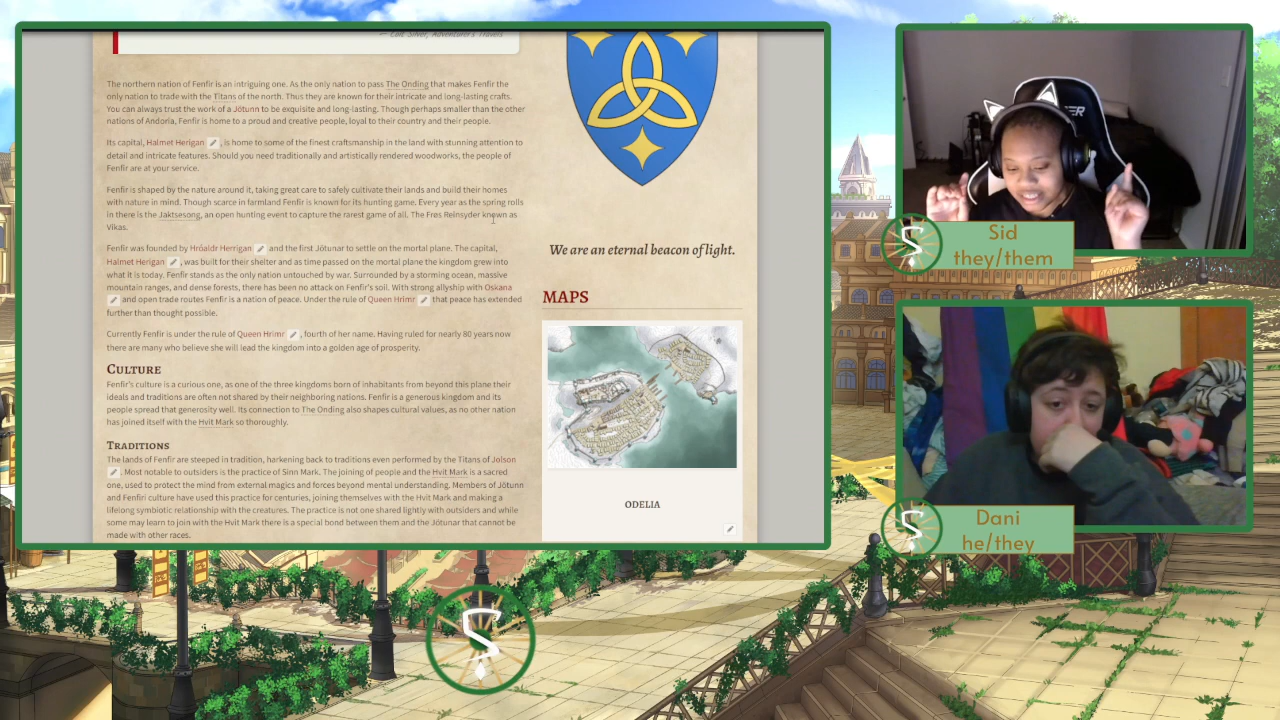 — Colt Silver, Adventurer's Travels
The northern nation of Fenfir is an intriguing one. As the only nation to pass The Onding that makes Fenfir the
only nation to trade with the Titans of the North. Thus they are known for their intricate and long-lasting crafts.
You can always trust the work of a Jötunn to be exquisite and long-lasting. Though perhaps smaller than the other
nations of Andoria, Fenfir is home to a proud and creative people, loyal to their country and their people.
Its capital, Halmet Herigan , is home to some of the finest craftsmanship in the land with stunning attention to
detail and intricate features. Should you need traditionally and artistically rendered woodworks, the people of
Fenfir are at your service.
Fenfir is shaped by the nature around it, taking great care to safely cultivate their lands and build their homes
with nature in mind. Though scarce in farmland Fenfir is known for its hunting game. Every year as the spring rolls
in there is the Jaktsesong, an open hunting event to capture the rarest game of all. The Fres Reinsyder known as
Vikas.
Fenfir was founded by Hróaldr Herrigan and the first Jötunar to settle on the mortal plane. The capital,
Halmet Herigan , was built for their shelter and as time passed on the mortal plane the kingdom grew into
what it is today. Fenfir stands as the only nation untouched by war. Surrounded by a storming ocean, massive
mountain ranges, and dense forests, there has been no attack on Fenfir's soil. With strong allyship with Oskana
and open trade routes Fenfir is a nation of peace. Under the rule of Queen Hrimr that peace has extended
further than thought possible.
Currently Fenfir is under the rule of Queen Hrimr , fourth of her name. Having ruled for nearly 80 years now
there are many who believe she will lead the kingdom into a golden age of prosperity.
Culture
Fenfir's culture is a curious one, as one of the three kingdoms born of inhabitants from beyond this plane their
ideals and traditions are often not shared by their neighboring nations. Fenfir is a generous kingdom and its
people spread that generosity well. Its connection to The Onding also shapes cultural values, as no other nation
has joined itself with the Hvit Mark so thoroughly.
Traditions
The lands of Fenfir are steeped in tradition, harkening back to traditions even performed by the Titans of Jolson
. Most notable to outsiders is the practice of Sinn Mark. The joining of people and the Hvit Mark is a sacred
one, used to protect the mind from external magics and forces beyond mental understanding. Members of Jötunn
and Fenfiri culture have used this practice for centuries, joining themselves with the Hvit Mark and making a
lifelong symbiotic relationship with the creatures. The practice is not one shared lightly with outsiders and while
some may learn to join with the Hvit Mark there is a special bond between them and the Jötunar that cannot be
made with other races.
We are an eternal beacon of light.
MAPS
ODELIA
Sid
they/them
Dani
he/they
S
S
S